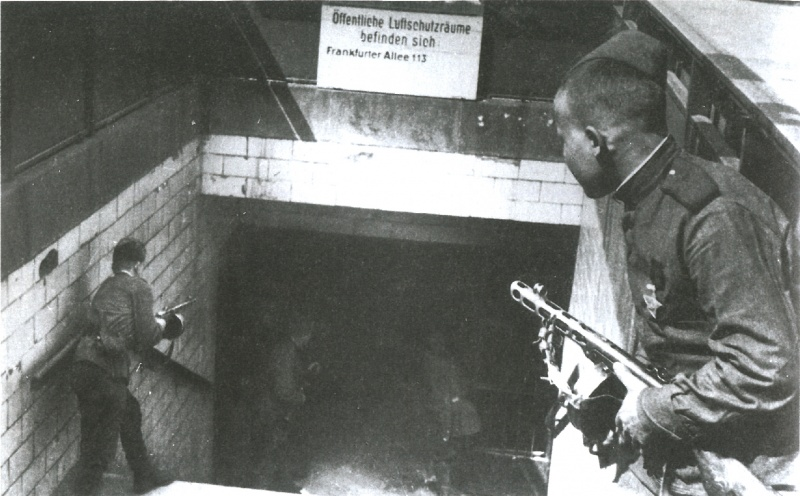 Öffentliche Luftschutzräume
befinden sich
Frankfurter Allee 113